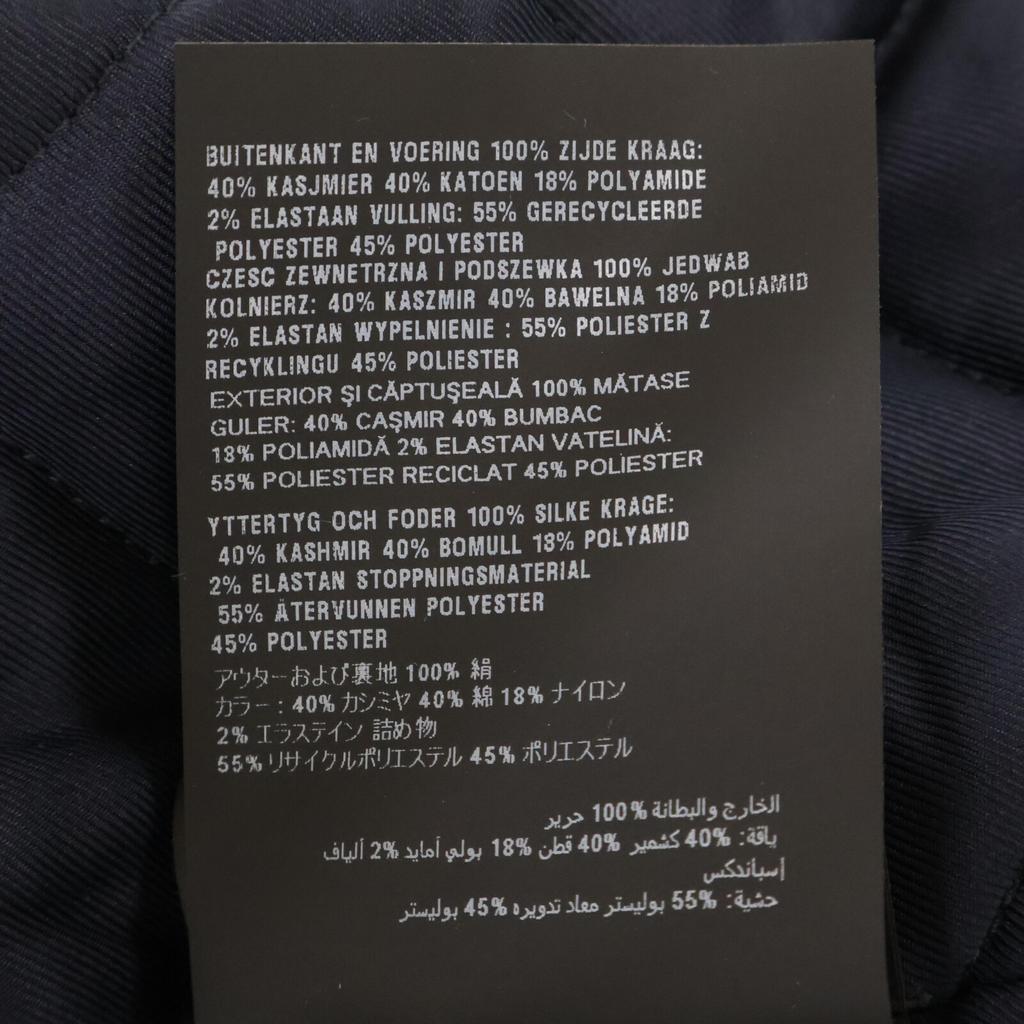 BUITENKANT EN VOERING 100% ZIJDE KRAAG:
40% KASJMIER 40% KATOEN 18% POLYAMIDE
2% ELASTAAN VULLING: 55% GERECYCLEERDE
POLYESTER 45% POLYESTER
CZESC ZEWNETRZNA I PODSZEWKA 100% JEDWAB
KOLNIERZ: 40% KASZMIR 40% BAWELNA 18% POLIAMID
2% ELASTAN WYPELNIENIE : 55% POLIESTER Z
RECYKLINGU 45% POLIESTER
EXTERIOR ŞI CĂPTUŞEALĂ 100% MĂTASE
GULER: 40% CAŞMIR 40% BUMBAC
18% POLIAMIDĂ 2% ELASTAN VATELINĂ:
55% POLIESTER RECICLAT 45% POLIESTER
YTTERTYG OCH FODER 100% SILKE KRAGE:
40% KASHMIR 40% BOMULL 18% POLYAMID
2% ELASTAN STOPPNINGSMATERIAL
55% ÅTERVUNNEN POLYESTER
45% POLYESTER
アウターおよび裏地 100% 絹
カラー : 40% カシミヤ 40% 綿 18% ナイロン
2% エラステイン 詰め物
55% リサイクルポリエステル 45% ポリエステル
الخارج والبطانة %100 حرير
ياقة: %40 كشمير %40 قطن %18 بولي أمايد %2 ألياف
إسباندكس
حشية: %55 بوليستر معاد تدويره %45 بوليستر